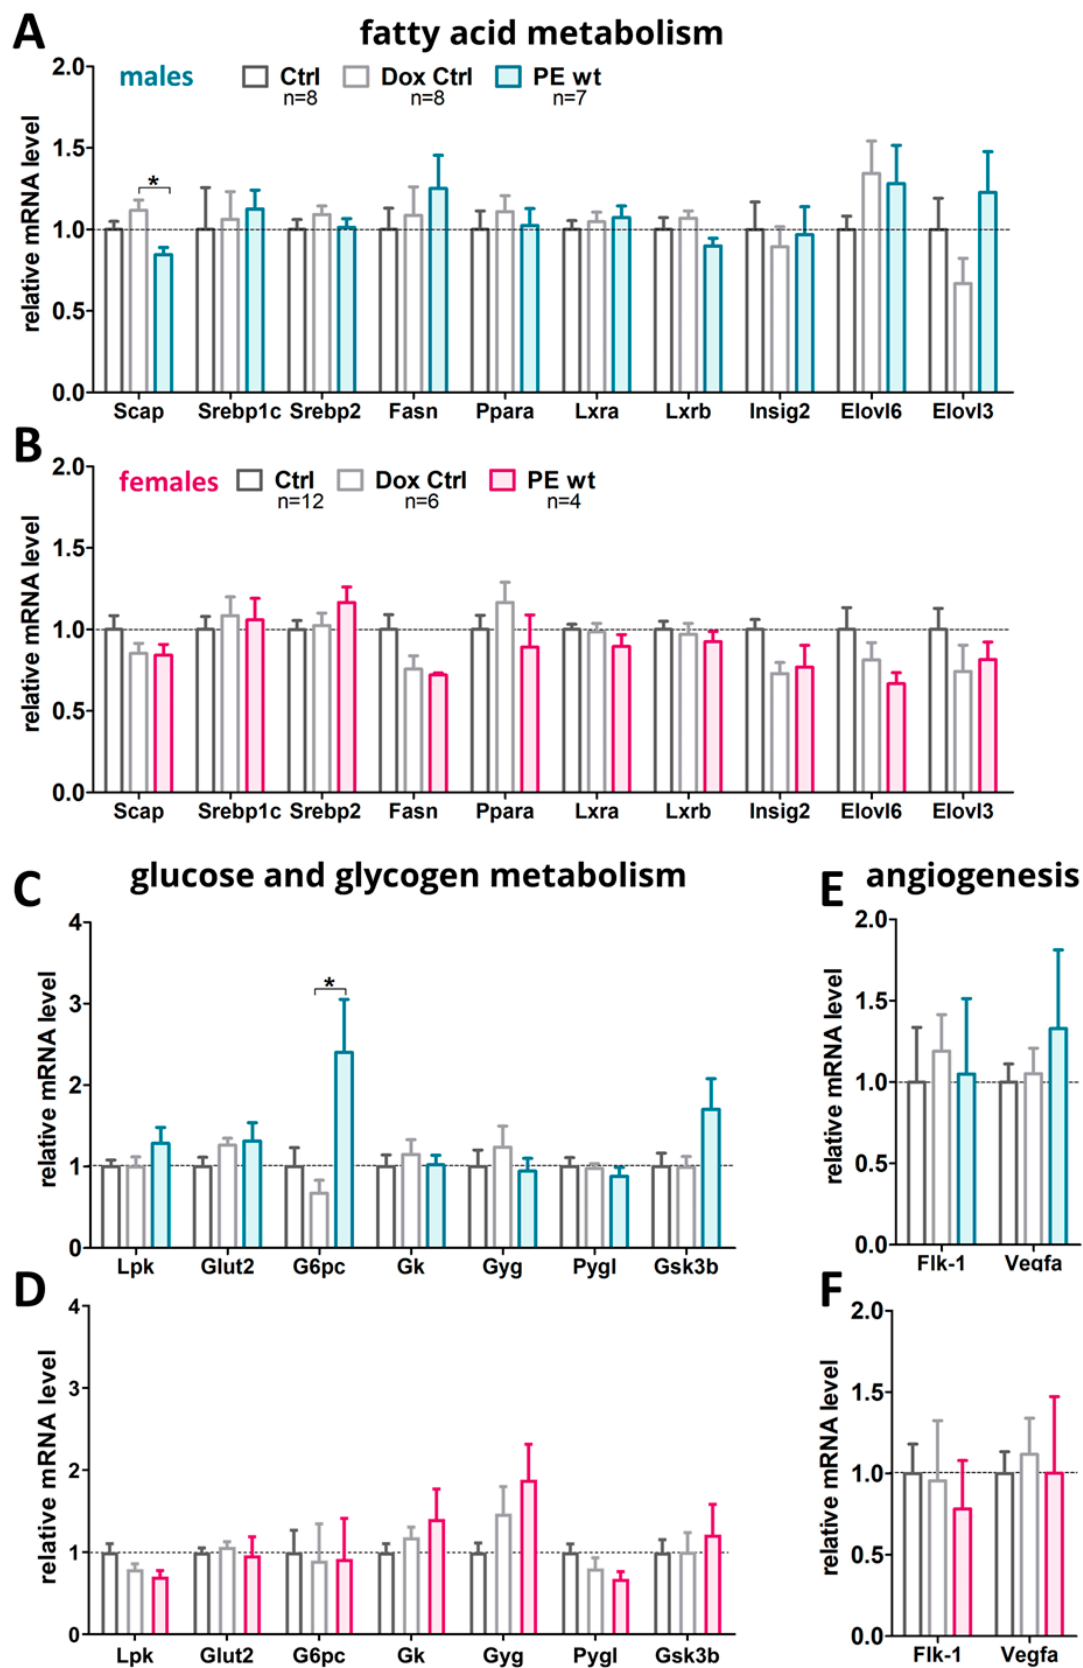 A fatty acid metabolism
2.0
males Ctrl Dox Ctrl PE wt
n=8 n=8 n=7
1.5
*
1.0
0.5
0.0
relative mRNA level
Scap Srebp1c Srebp2 Fasn Ppara Lxra Lxrb Insig2 Elovl6 Elovl3
B
2.0
females Ctrl Dox Ctrl PE wt
n=12 n=6 n=4
1.5
1.0
0.5
0.0
relative mRNA level
Scap Srebp1c Srebp2 Fasn Ppara Lxra Lxrb Insig2 Elovl6 Elovl3
C glucose and glycogen metabolism
4
3
*
2
1
0
relative mRNA level
Lpk Glut2 G6pc Gk Gyg Pygl Gsk3b
E angiogenesis
2.0
1.5
1.0
0.5
0.0
relative mRNA level
Flk-1 Vegfa
D
4
3
2
1
0
relative mRNA level
Lpk Glut2 G6pc Gk Gyg Pygl Gsk3b
F
2.0
1.5
1.0
0.5
0.0
relative mRNA level
Flk-1 Vegfa